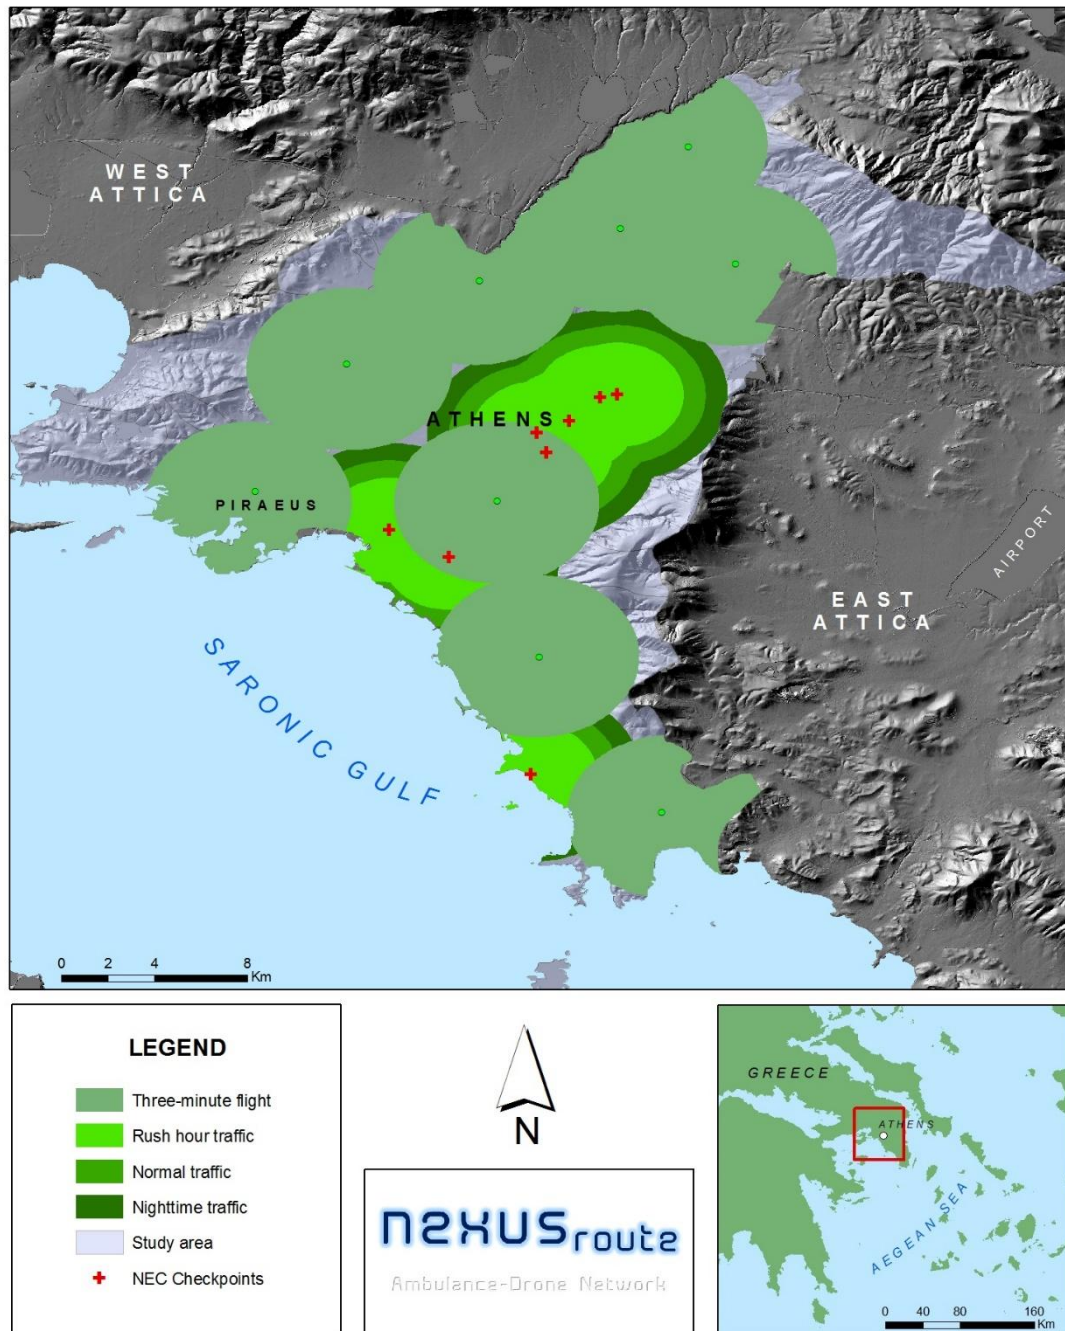 WEST
ATTICA
ATHENS
PIRAEUS
AIRPORT
EAST
ATTICA
SARONIC GULF
0 2 4 8
Km
LEGEND
Three-minute flight
Rush hour traffic
Normal traffic
Nighttime traffic
Study area
NEC Checkpoints
N
nexusroute
Ambulance-Drone Network
GREECE
ATHENS
AEGEAN SEA
0 40 80 160
Km